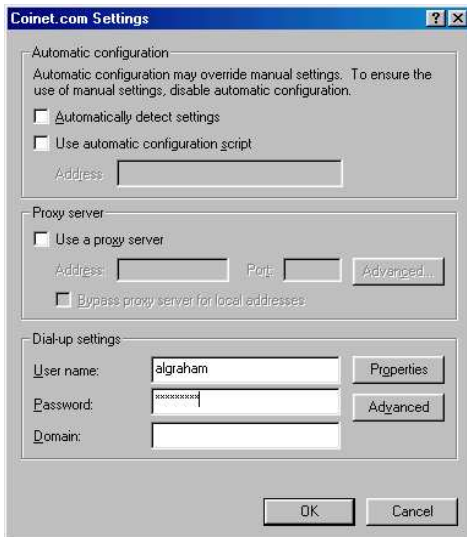 Coinet.com Settings
Automatic configuration
Automatic configuration may override manual settings. To ensure the
use of manual settings, disable automatic configuration.
Automatically detect settings
Use automatic configuration script
Address
Proxy server
Use a proxy server
Address: Port: Advanced...
Bypass proxy server for local addresses
Dial-up settings
User name: algraham Properties
Password: ********* Advanced
Domain:
OK Cancel